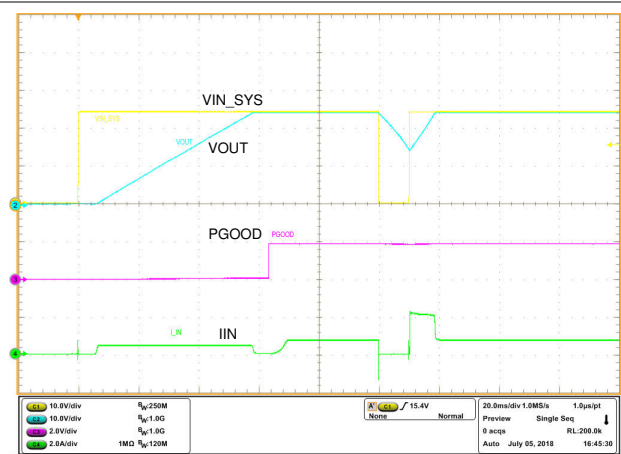 VIN_SYS
VIN_SYS
VOUT
VOUT
2
PGOOD
PGOOD
3
I_IN
IIN
4
C1 10.0V/div BW:250M
C2 10.0V/div BW:1.0G
C3 2.0V/div BW:1.0G
C4 2.0A/div 1MΩ BW:120M
A' C1 15.4V
None Normal
20.0ms/div 1.0MS/s 1.0µs/pt
Preview Single Seq
0 acqs RL:200.0k
Auto July 05, 2018 16:45:30